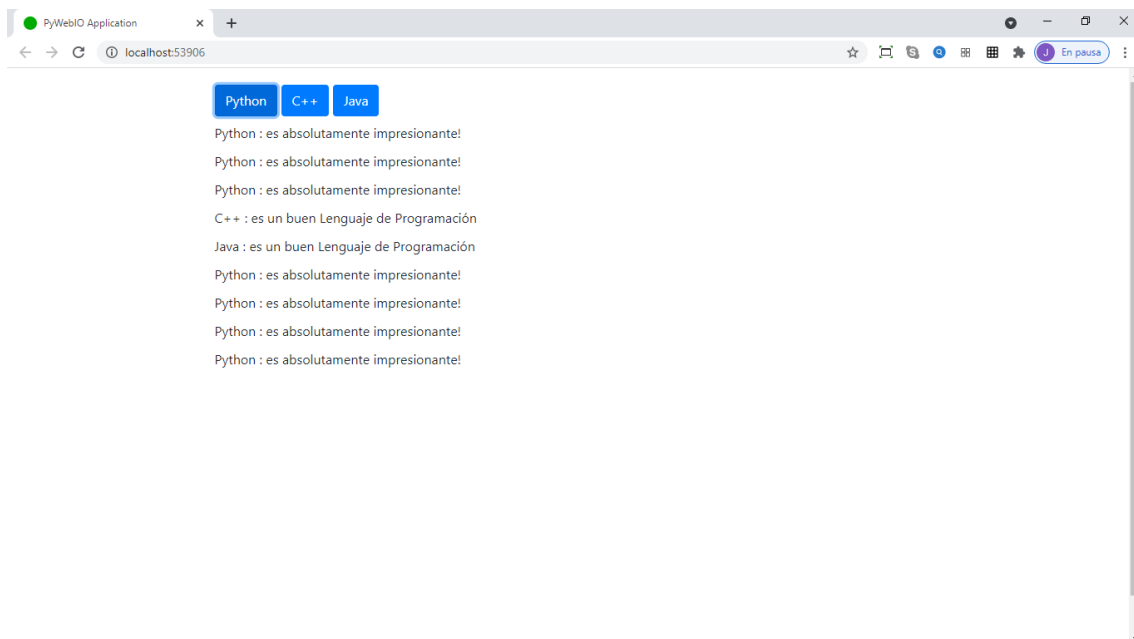 PyWebIO Application
localhost:53906
J En pausa
Python C++ Java
Python : es absolutamente impresionante!
Python : es absolutamente impresionante!
Python : es absolutamente impresionante!
C++ : es un buen Lenguaje de Programación
Java : es un buen Lenguaje de Programación
Python : es absolutamente impresionante!
Python : es absolutamente impresionante!
Python : es absolutamente impresionante!
Python : es absolutamente impresionante!